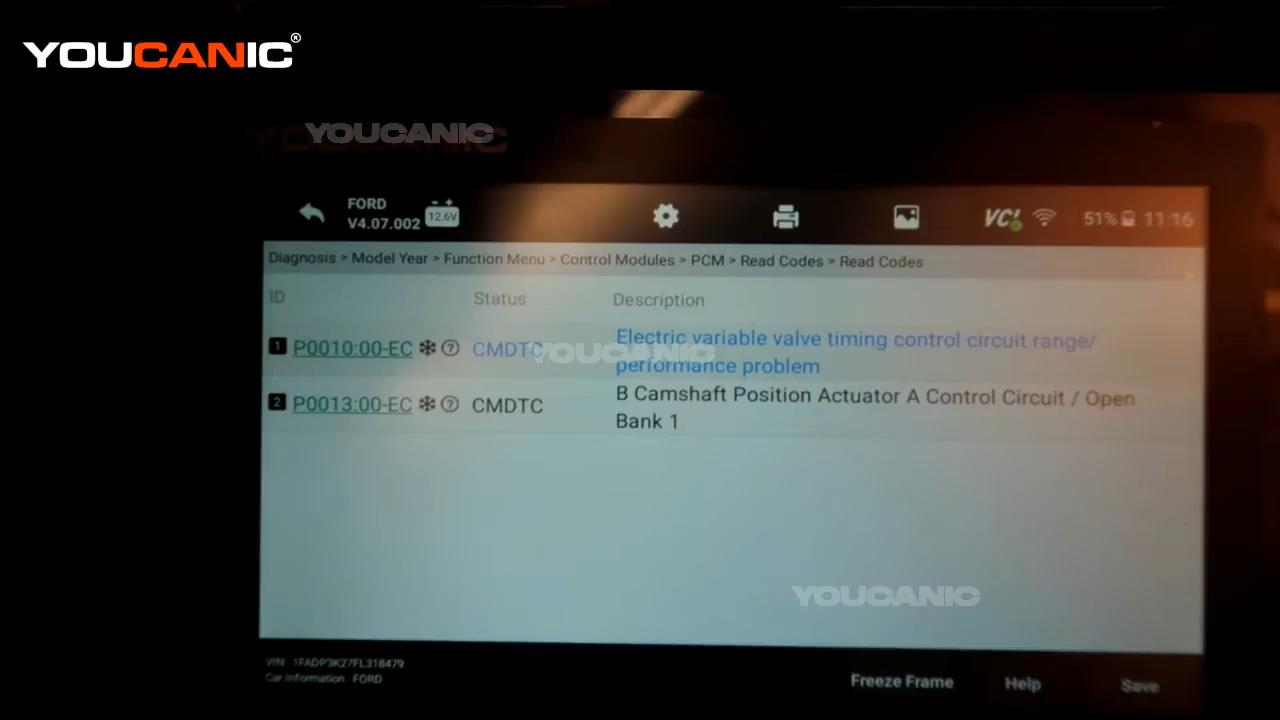 YOUCANIC®
YOUCANIC
FORD
V4.07.002
12.6V
VCI
51%
11:16
Diagnosis > Model Year > Function Menu > Control Modules > PCM > Read Codes > Read Codes
ID Status Description
1 P0010:00-EC ? CMDTC Electric variable valve timing control circuit range/
performance problem
YOUCANIC
2 P0013:00-EC ? CMDTC B Camshaft Position Actuator A Control Circuit / Open
Bank 1
YOUCANIC
VIN 1FADP3K27FL318479
Car Information FORD
Freeze Frame Help Save